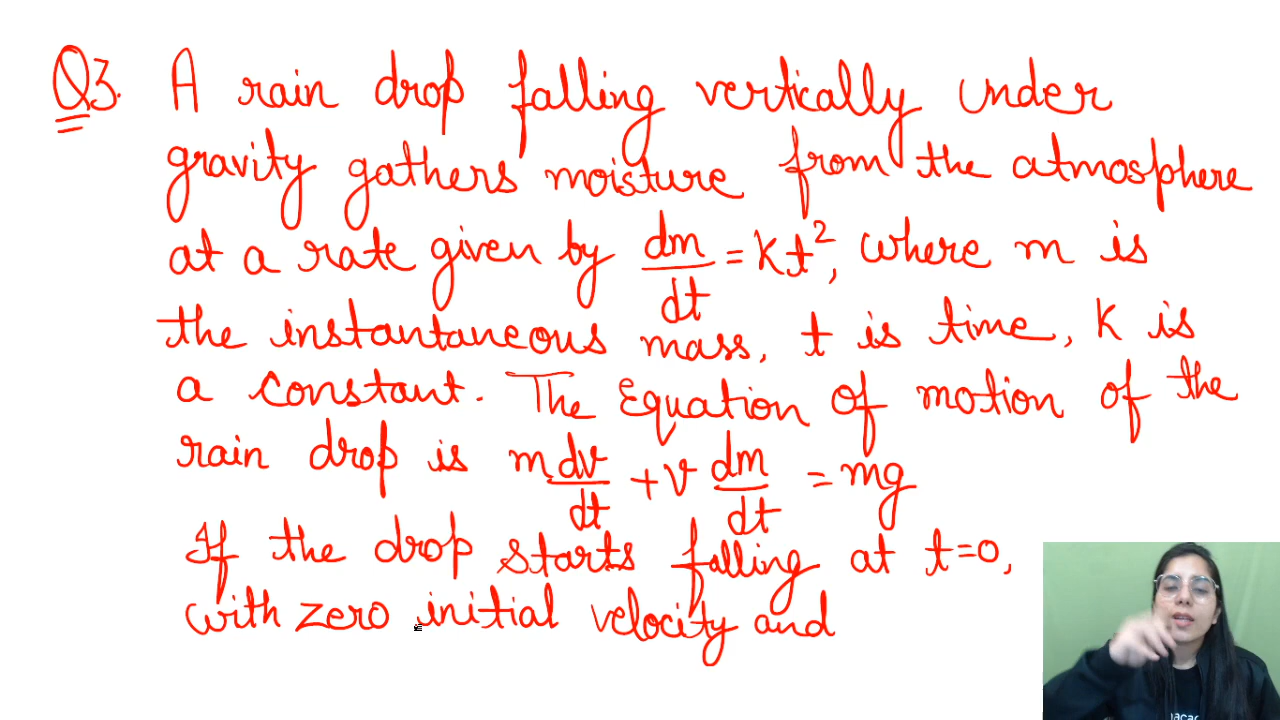 Q3. A rain drop falling vertically under
gravity gathers moisture from the atmosphere
at a rate given by dm/dt = Kt², where m is
the instantaneous mass, t is time, K is
a constant. The Equation of motion of the
rain drop is m dv/dt + v dm/dt = mg
If the drop starts falling at t=0,
with zero initial velocity and